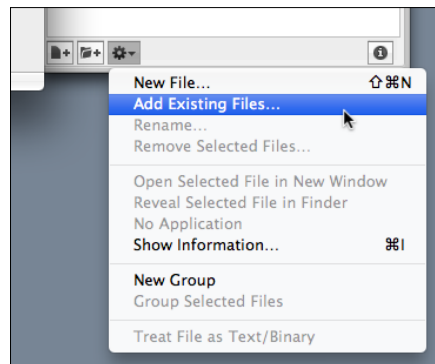 New File... ⇧⌘N
Add Existing Files...
Rename...
Remove Selected Files...
Open Selected File in New Window
Reveal Selected File in Finder
No Application
Show Information... ⌘I
New Group
Group Selected Files
Treat File as Text/Binary